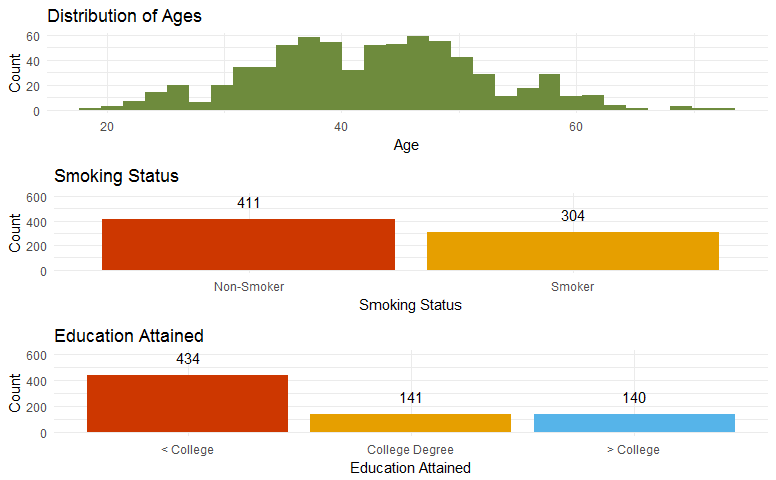 Distribution of Ages
60
40
20
0
Count
20 40 60
Age
Smoking Status
600
400
200
0
Count
411 304
Non-Smoker Smoker
Smoking Status
Education Attained
600
400
200
0
Count
434 141 140
< College College Degree > College
Education Attained